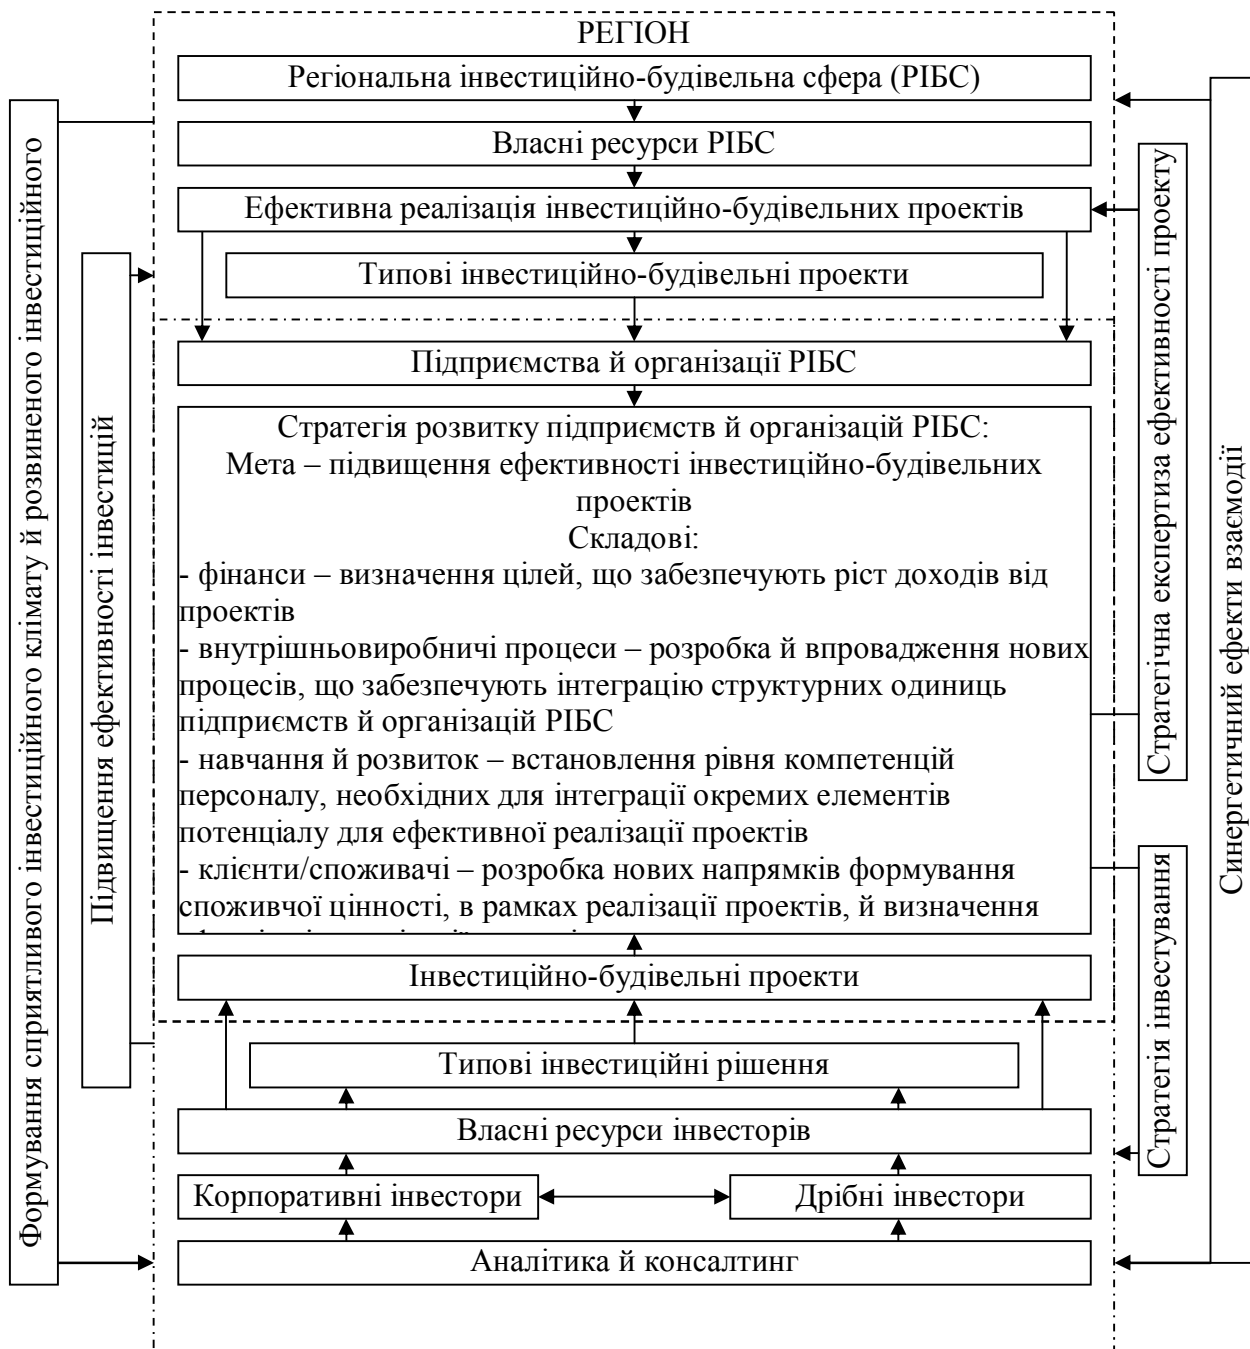 РЕГІОН
Регіональна інвестиційно-будівельна сфера (РІБС)
Власні ресурси РІБС
Ефективна реалізація інвестиційно-будівельних проектів
Типові інвестиційно-будівельні проекти
Підприємства й організації РІБС
Стратегія розвитку підприємств й організацій РІБС:
Мета – підвищення ефективності інвестиційно-будівельних
проектів
Складові:
- фінанси – визначення цілей, що забезпечують ріст доходів від
проектів
- внутрішньовиробничі процеси – розробка й впровадження нових
процесів, що забезпечують інтеграцію структурних одиниць
підприємств й організацій РІБС
- навчання й розвиток – встановлення рівня компетенцій
персоналу, необхідних для інтеграції окремих елементів
потенціалу для ефективної реалізації проектів
- клієнти/споживачі – розробка нових напрямків формування
споживчої цінності, в рамках реалізації проектів, й визначення
Інвестиційно-будівельні проекти
Типові інвестиційні рішення
Власні ресурси інвесторів
Корпоративні інвестори
Дрібні інвестори
Аналітика й консалтинг
Формування сприятливого інвестиційного клімату й розвиненого інвестиційного
Підвищення ефективності інвестицій
Стратегічна експертиза ефективності проекту
Стратегія інвестування
Синергетичний ефекти взаємодії